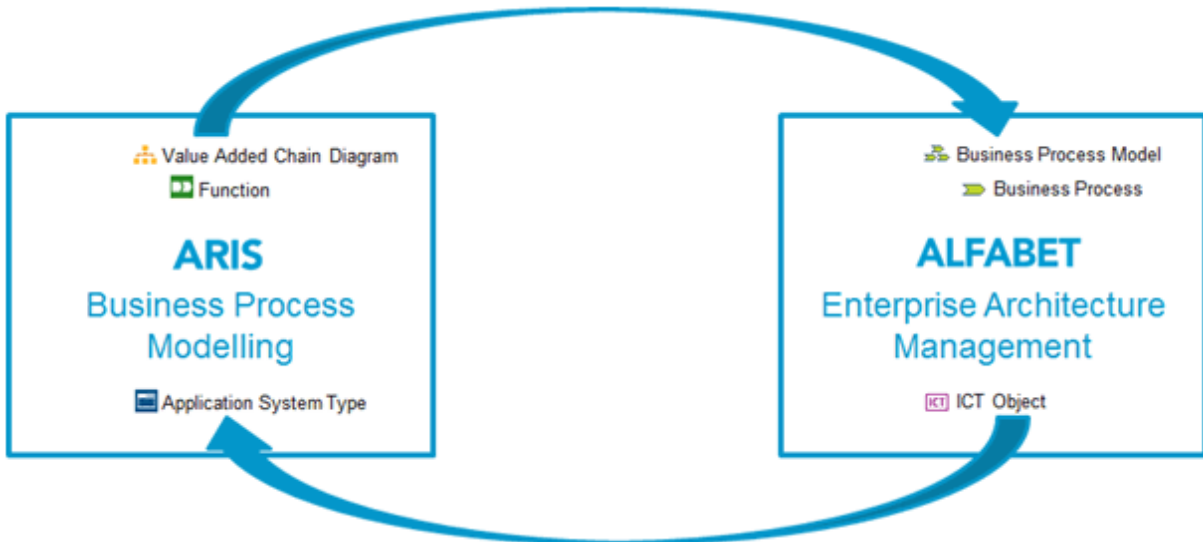 Value Added Chain Diagram
Function
ARIS
Business Process
Modelling
Application System Type
Business Process Model
Business Process
ALFABET
Enterprise Architecture
Management
ICT ICT Object